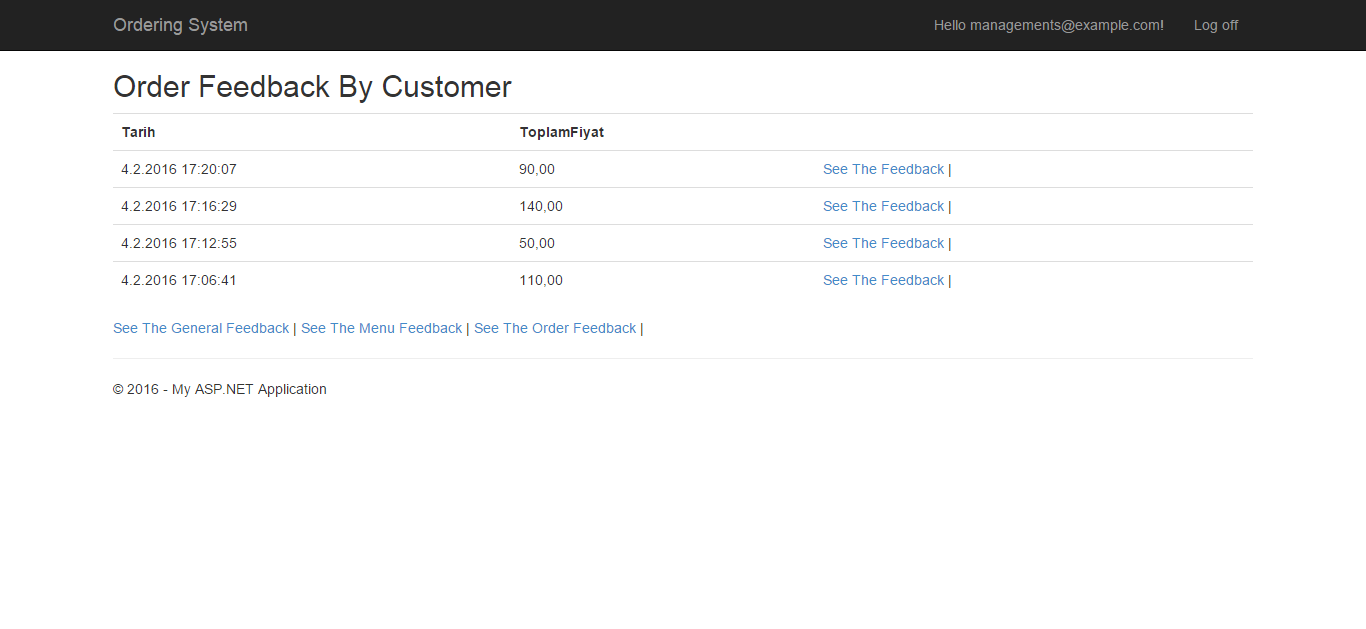 Ordering System Hello managements@example.com! Log off
Order Feedback By Customer
Tarih ToplamFiyat
4.2.2016 17:20:07 90,00 See The Feedback |
4.2.2016 17:16:29 140,00 See The Feedback |
4.2.2016 17:12:55 50,00 See The Feedback |
4.2.2016 17:06:41 110,00 See The Feedback |
See The General Feedback | See The Menu Feedback | See The Order Feedback |
© 2016 - My ASP.NET Application